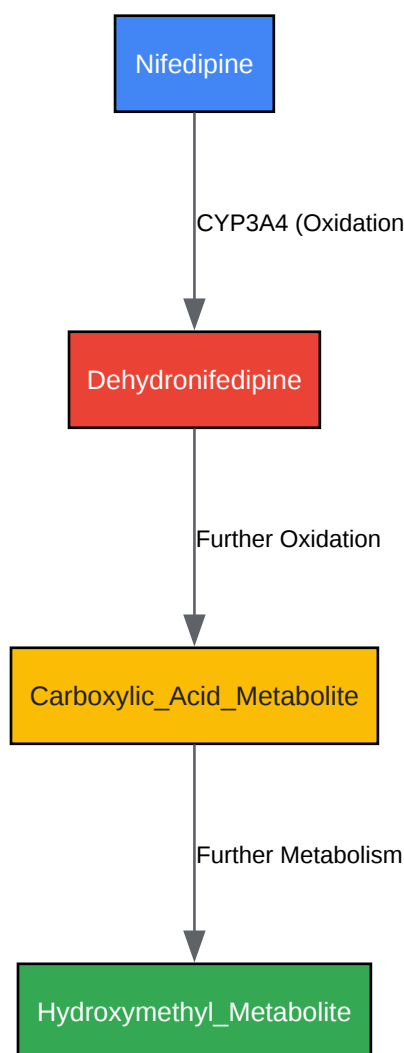 Nifedipine
CYP3A4 (Oxidation
Dehydronifedipine
Further Oxidation
Carboxylic_Acid_Metabolite
Further Metabolism
Hydroxymethyl_Metabolite